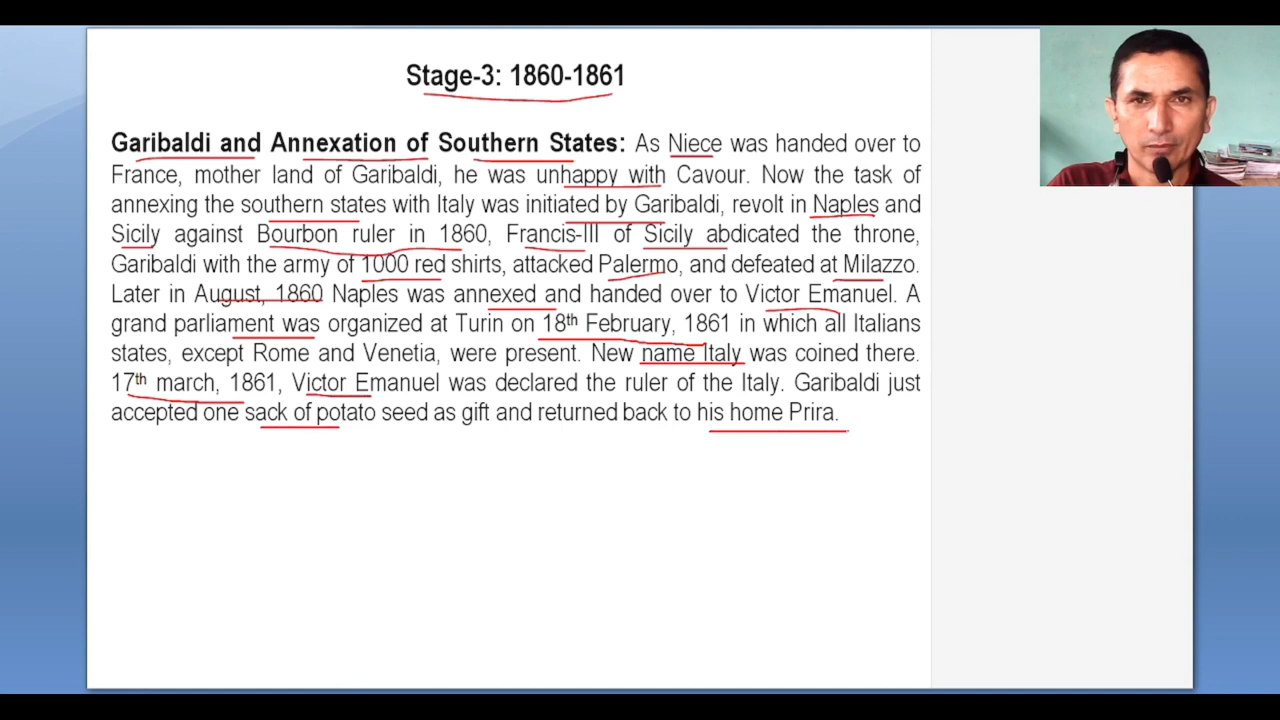 Stage-3: 1860-1861
Garibaldi and Annexation of Southern States: As Niece was handed over to
France, mother land of Garibaldi, he was unhappy with Cavour. Now the task of
annexing the southern states with Italy was initiated by Garibaldi, revolt in Naples and
Sicily against Bourbon ruler in 1860, Francis-III of Sicily abdicated the throne,
Garibaldi with the army of 1000 red shirts, attacked Palermo, and defeated at Milazzo.
Later in August, 1860 Naples was annexed and handed over to Victor Emanuel. A
grand parliament was organized at Turin on 18th February, 1861 in which all Italians
states, except Rome and Venetia, were present. New name Italy was coined there.
17th march, 1861, Victor Emanuel was declared the ruler of the Italy. Garibaldi just
accepted one sack of potato seed as gift and returned back to his home Prira.